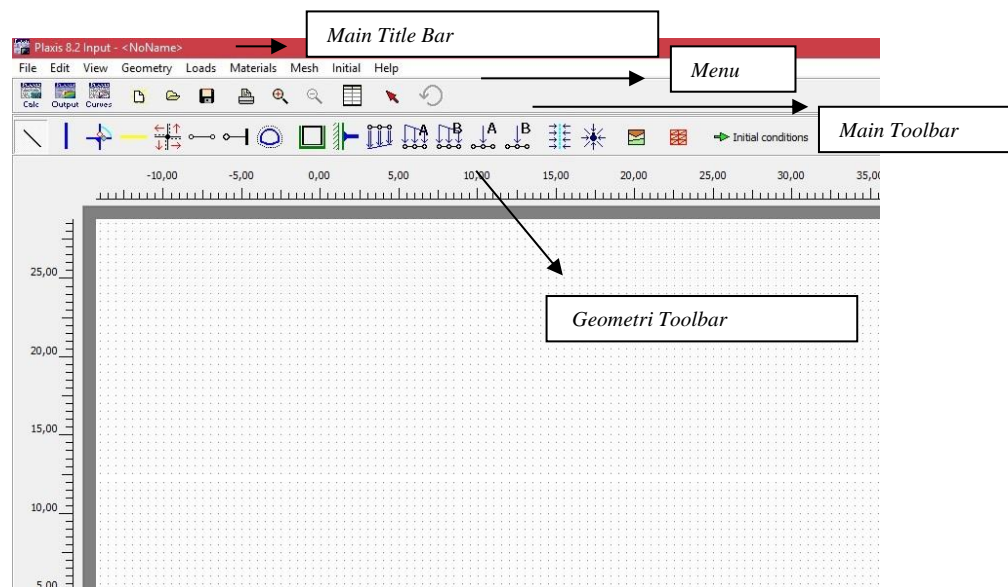 Main Title Bar
Plaxis 8.2 Input - <NoName>
File Edit View Geometry Loads Materials Mesh Initial Help
Menu
Calc Output Curves
Main Toolbar
A B A B Initial conditions
-10,00 -5,00 0,00 5,00 10,00 15,00 20,00 25,00 30,00 35,00
25,00
Geometri Toolbar
20,00
15,00
10,00
5,00